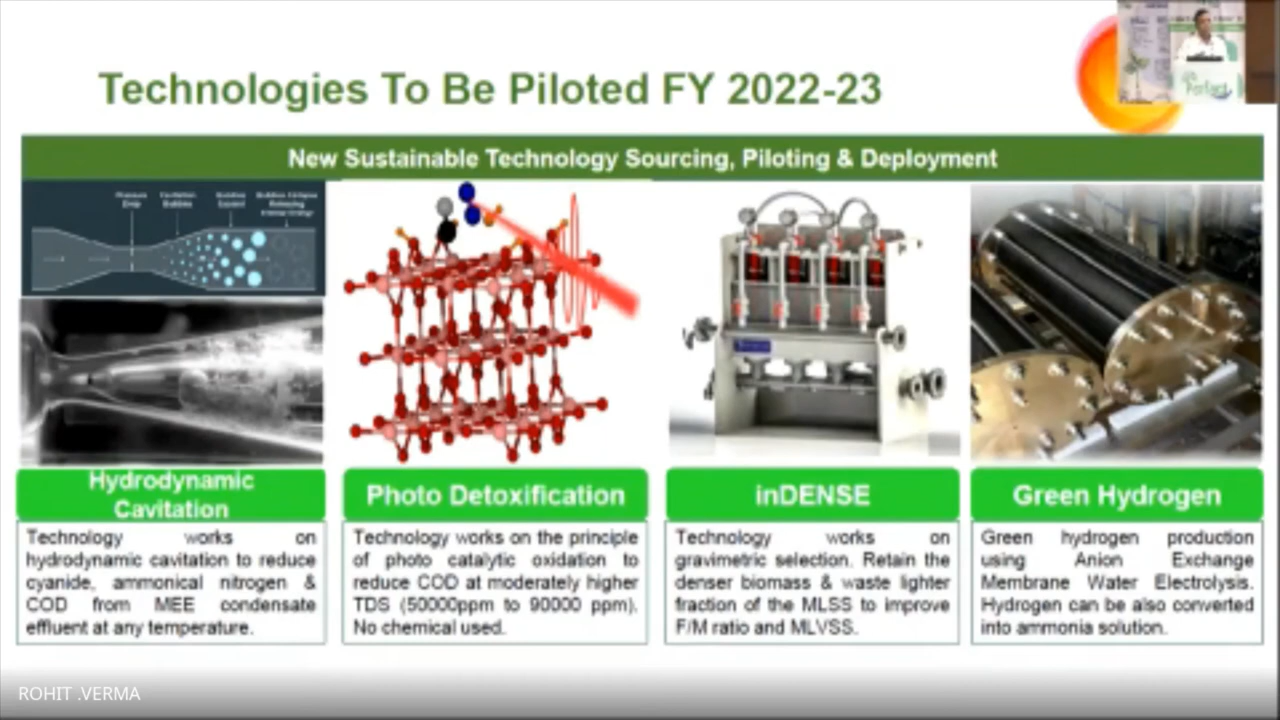 Technologies To Be Piloted FY 2022-23
New Sustainable Technology Sourcing, Piloting & Deployment
Hydrodynamic
Cavitation
Technology works on
hydrodynamic cavitation to reduce
cyanide, ammonical nitrogen &
COD from MEE condensate
effluent at any temperature.
Photo Detoxification
Technology works on the principle
of photo catalytic oxidation to
reduce COD at moderately higher
TDS (50000ppm to 90000 ppm).
No chemical used.
inDENSE
Technology works on
gravimetric selection. Retain the
denser biomass & waste lighter
fraction of the MLSS to improve
F/M ratio and MLVSS.
Green Hydrogen
Green hydrogen production
using Anion Exchange
Membrane Water Electrolysis.
Hydrogen can be also converted
into ammonia solution.
ROHIT .VERMA